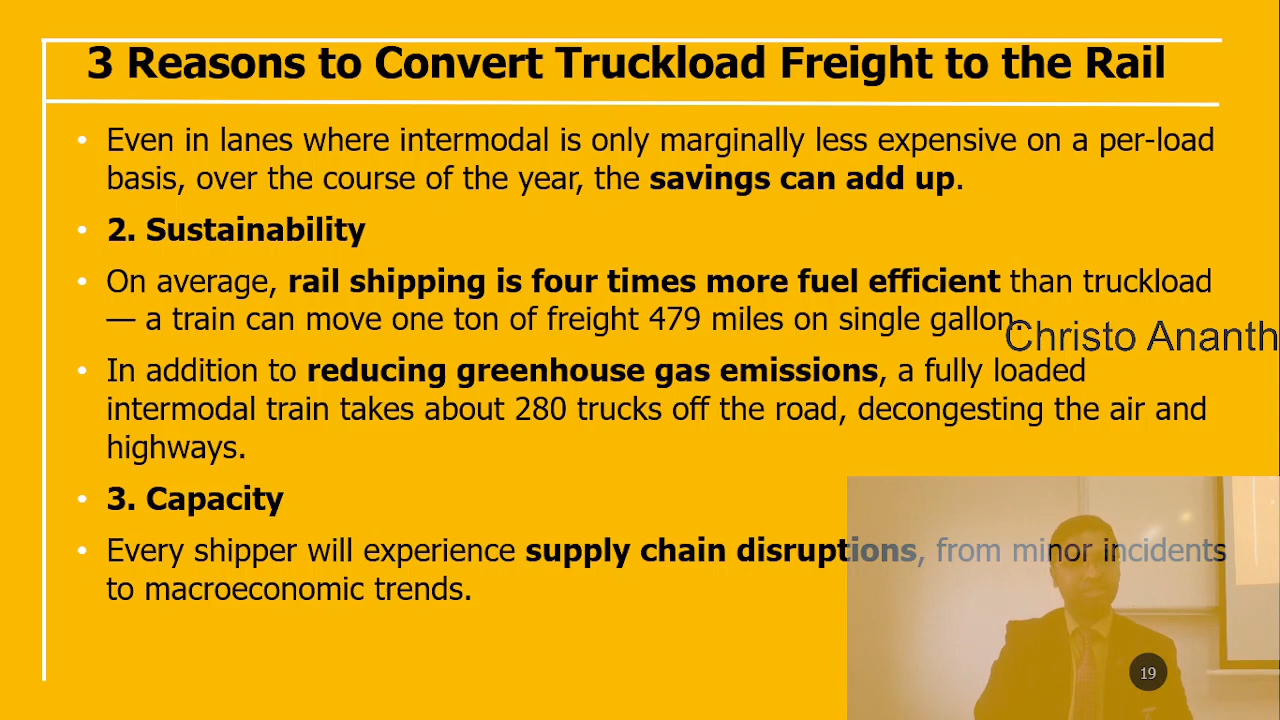 3 Reasons to Convert Truckload Freight to the Rail
• Even in lanes where intermodal is only marginally less expensive on a per-load
basis, over the course of the year, the savings can add up.
• 2. Sustainability
• On average, rail shipping is four times more fuel efficient than truckload
— a train can move one ton of freight 479 miles on single gallon.
Christo Ananth
• In addition to reducing greenhouse gas emissions, a fully loaded
intermodal train takes about 280 trucks off the road, decongesting the air and
highways.
• 3. Capacity
• Every shipper will experience supply chain disruptions, from minor incidents
to macroeconomic trends.
19